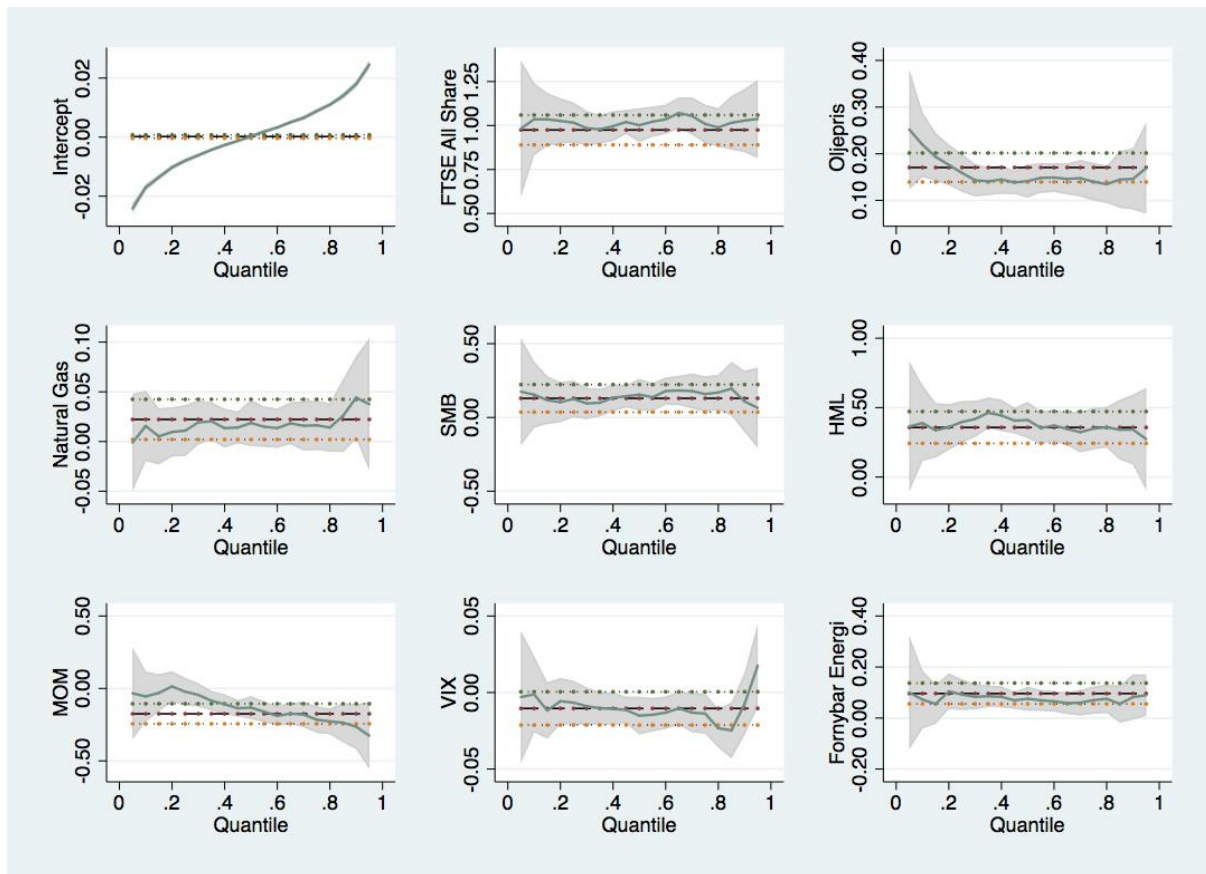 Intercept
0.02
0.00
-0.02
0 .2 .4 .6 .8 1
Quantile
FTSE All Share
1.25
1.00
0.75
0.50
0 .2 .4 .6 .8 1
Quantile
Oljepris
0.40
0.30
0.20
0.10
0 .2 .4 .6 .8 1
Quantile
Natural Gas
0.10
0.05
0.00
-0.05
0 .2 .4 .6 .8 1
Quantile
SMB
0.50
0.00
-0.50
0 .2 .4 .6 .8 1
Quantile
HML
1.00
0.50
0.00
0 .2 .4 .6 .8 1
Quantile
MOM
0.50
0.00
-0.50
0 .2 .4 .6 .8 1
Quantile
VIX
0.05
0.00
-0.05
0 .2 .4 .6 .8 1
Quantile
Fornybar Energi
0.40
0.20
0.00
-0.20
0 .2 .4 .6 .8 1
Quantile